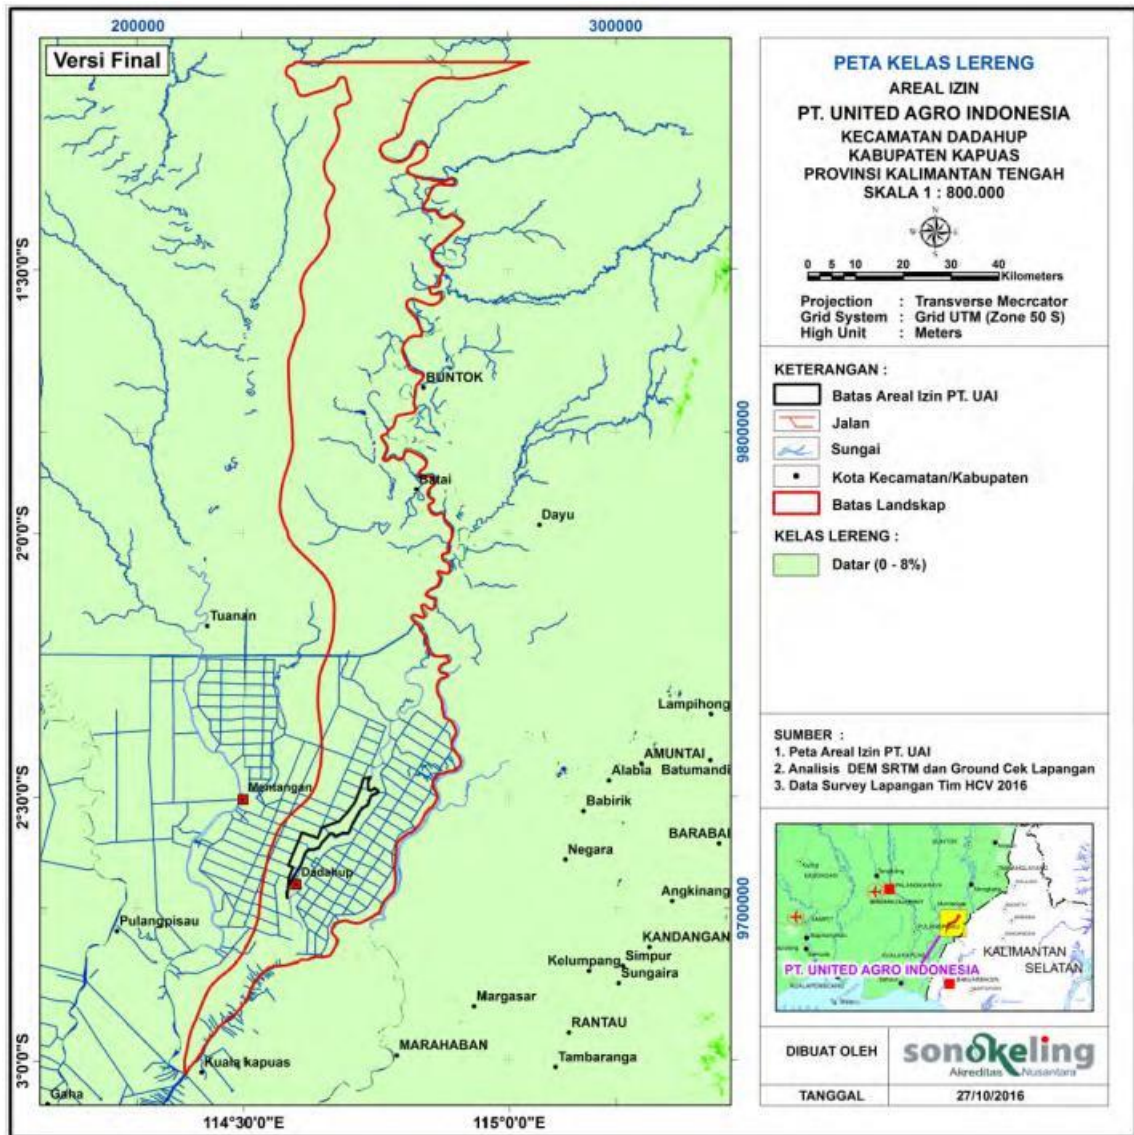 200000
300000
Versi Final
1°30'0"S
2°0'0"S
2°30'0"S
3°0'0"S
9800000
9700000
114°30'0"E
115°0'0"E
BUNTOK
Batai
Dayu
Tuanan
Lampihong
AMUNTAI
Alabia
Batumandi
Mentangan
Babirik
BARABAI
Negara
Dadahup
Angkinang
Pulangpisau
KANDANGAN
Kelumpang
Simpur
Sungaira
Margasar
RANTAU
MARAHABAN
Tambaranga
Kuala kapuas
Gaha
PETA KELAS LERENG
AREAL IZIN
PT. UNITED AGRO INDONESIA
KECAMATAN DADAHUP
KABUPATEN KAPUAS
PROVINSI KALIMANTAN TENGAH
SKALA 1 : 800.000
N
W E
S
0 5 10 20 30 40
Kilometers
Projection : Transverse Mecrcator
Grid System : Grid UTM (Zone 50 S)
High Unit : Meters
KETERANGAN :
Batas Areal Izin PT. UAI
Jalan
Sungai
Kota Kecamatan/Kabupaten
Batas Landskap
KELAS LERENG :
Datar (0 - 8%)
SUMBER :
1. Peta Areal Izin PT. UAI
2. Analisis DEM SRTM dan Ground Cek Lapangan
3. Data Survey Lapangan Tim HCV 2016
KALIMANTAN
SELATAN
PT. UNITED AGRO INDONESIA
DIBUAT OLEH
sonokeling
Akreditas Nusantara
TANGGAL
27/10/2016